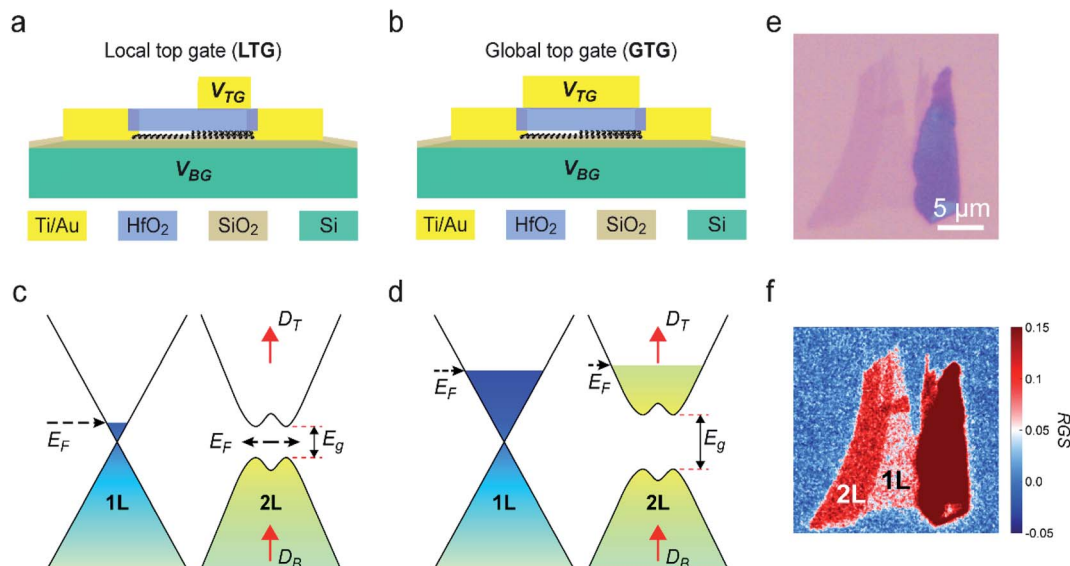 a
Local top gate (LTG)
V_TG
V_BG
Ti/Au HfO₂ SiO₂ Si
b
Global top gate (GTG)
V_TG
V_BG
Ti/Au HfO₂ SiO₂ Si
e
5 μm
c
D_T
E_F
E_F
E_g
1L
2L
D_B
d
D_T
E_F
E_F
E_g
1L
2L
D_B
f
2L
1L
0.15
0.10
0.05
0.0
-0.05
RGS